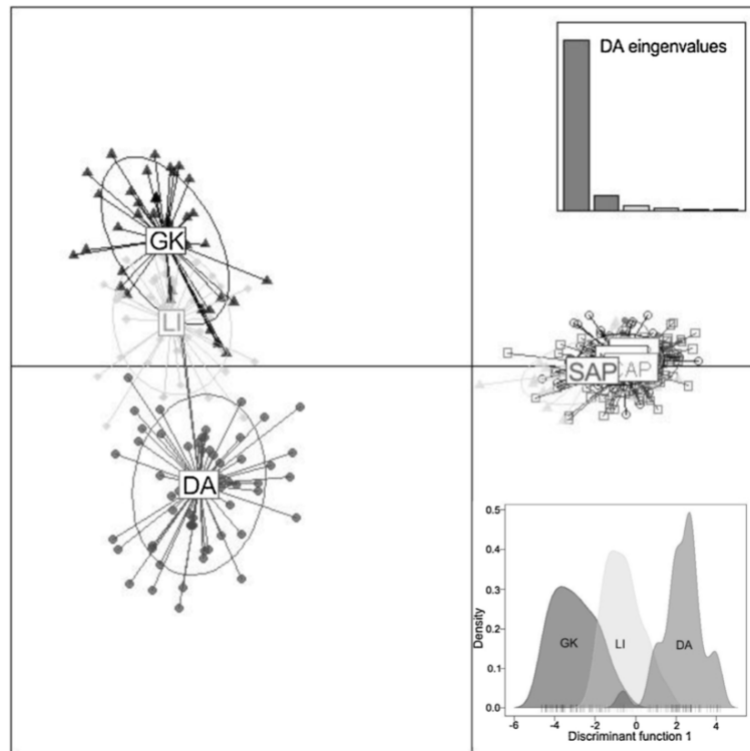 DA eingenvalues
GK
LI
SAP
CAP
DA
0.5
0.4
0.3
0.2
0.1
0.0
Density
GK
LI
DA
-6
-4
-2
0
2
4
Discriminant function 1